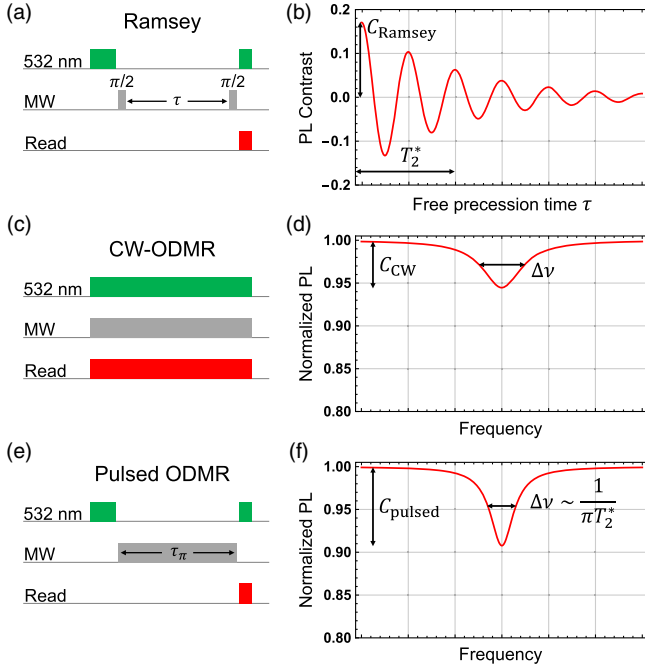 (a)
Ramsey
532 nm
π/2
π/2
MW
τ
Read
(b)
0.2
0.1
0.0
−0.1
−0.2
PL Contrast
C_Ramsey
T_2^*
Free precession time τ
(c)
CW-ODMR
532 nm
MW
Read
(d)
1.00
0.95
0.90
0.85
0.80
Normalized PL
C_CW
Δν
Frequency
(e)
Pulsed ODMR
532 nm
MW
τ_π
Read
(f)
1.00
0.95
0.90
0.85
0.80
Normalized PL
C_pulsed
Δν ~ 1/(πT_2^*)
Frequency